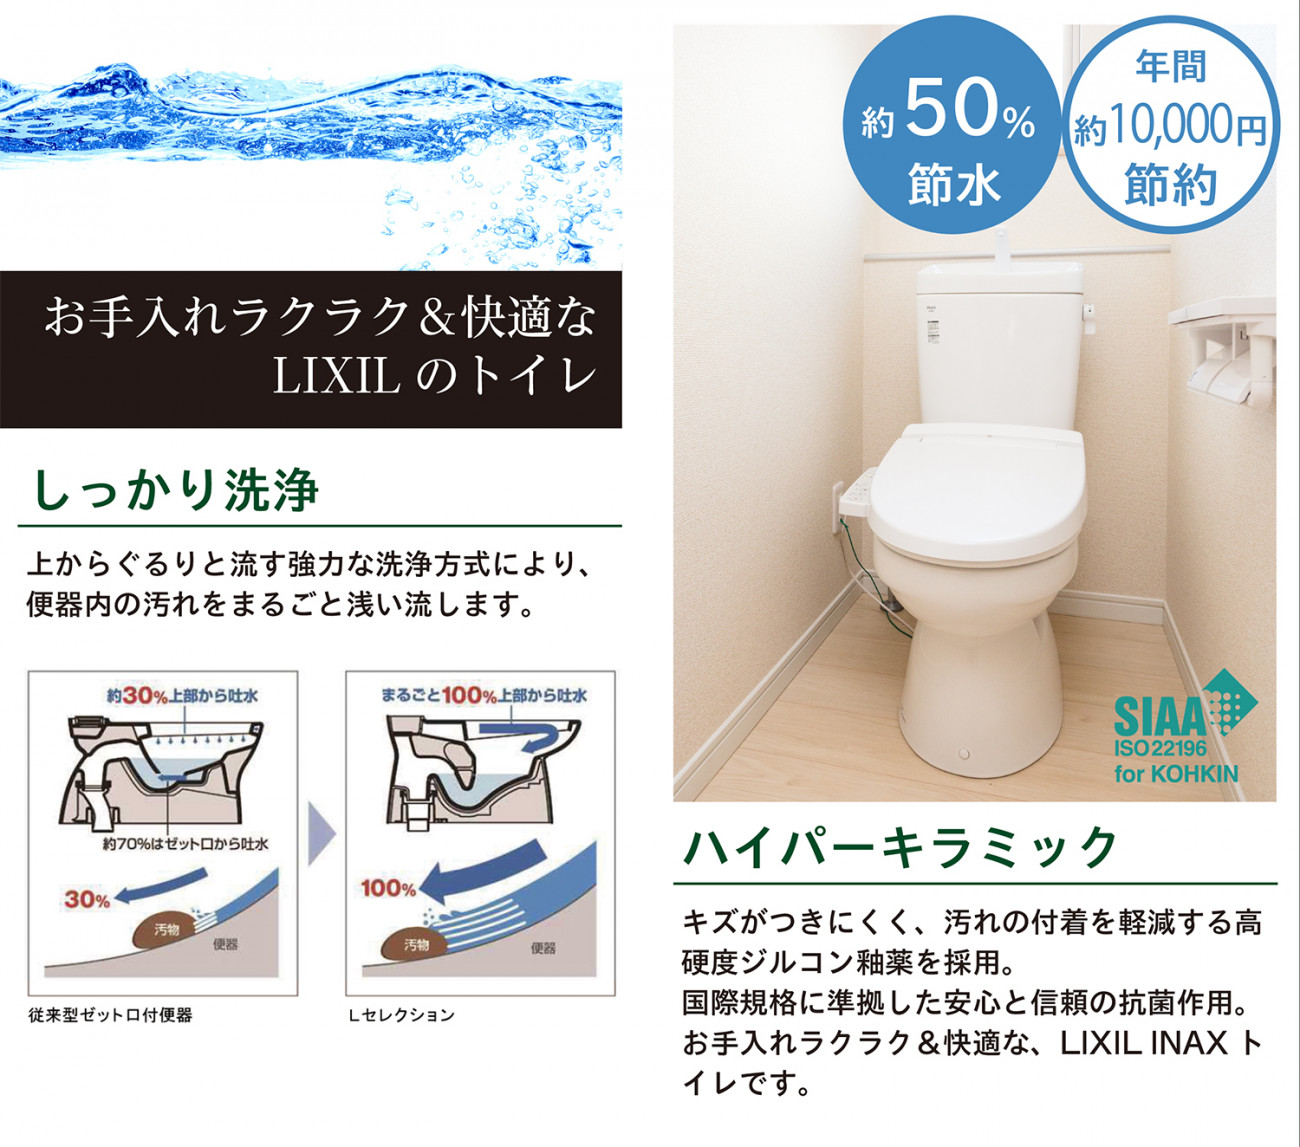 お手入れラクラク＆快適な
LIXIL のトイレ
しっかり洗浄
上からぐるりと流す強力な洗浄方式により、
便器内の汚れをまるごと浅い流します。
約30%上部から吐水
約70%はゼット口から吐水
30%
汚物
便器
従来型ゼット口付便器
まるごと100%上部から吐水
100%
汚物
便器
Lセレクション
約50%
節水
年間
約10,000円
節約
SIAA
ISO 22196
for KOHKIN
ハイパーキラミック
キズがつきにくく、汚れの付着を軽減する高
硬度ジルコン釉薬を採用。
国際規格に準拠した安心と信頼の抗菌作用。
お手入れラクラク＆快適な、LIXIL INAX ト
イレです。